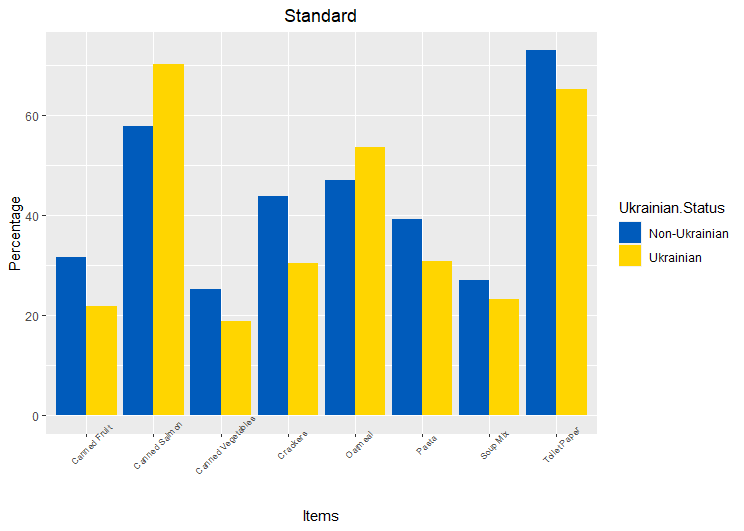 Standard
Percentage
60
40
20
0
Canned Fruit
Canned Salmon
Canned Vegetables
Crackers
Oatmeal
Pasta
Soup Mix
Toilet Paper
Items
Ukrainian.Status
Non-Ukrainian
Ukrainian